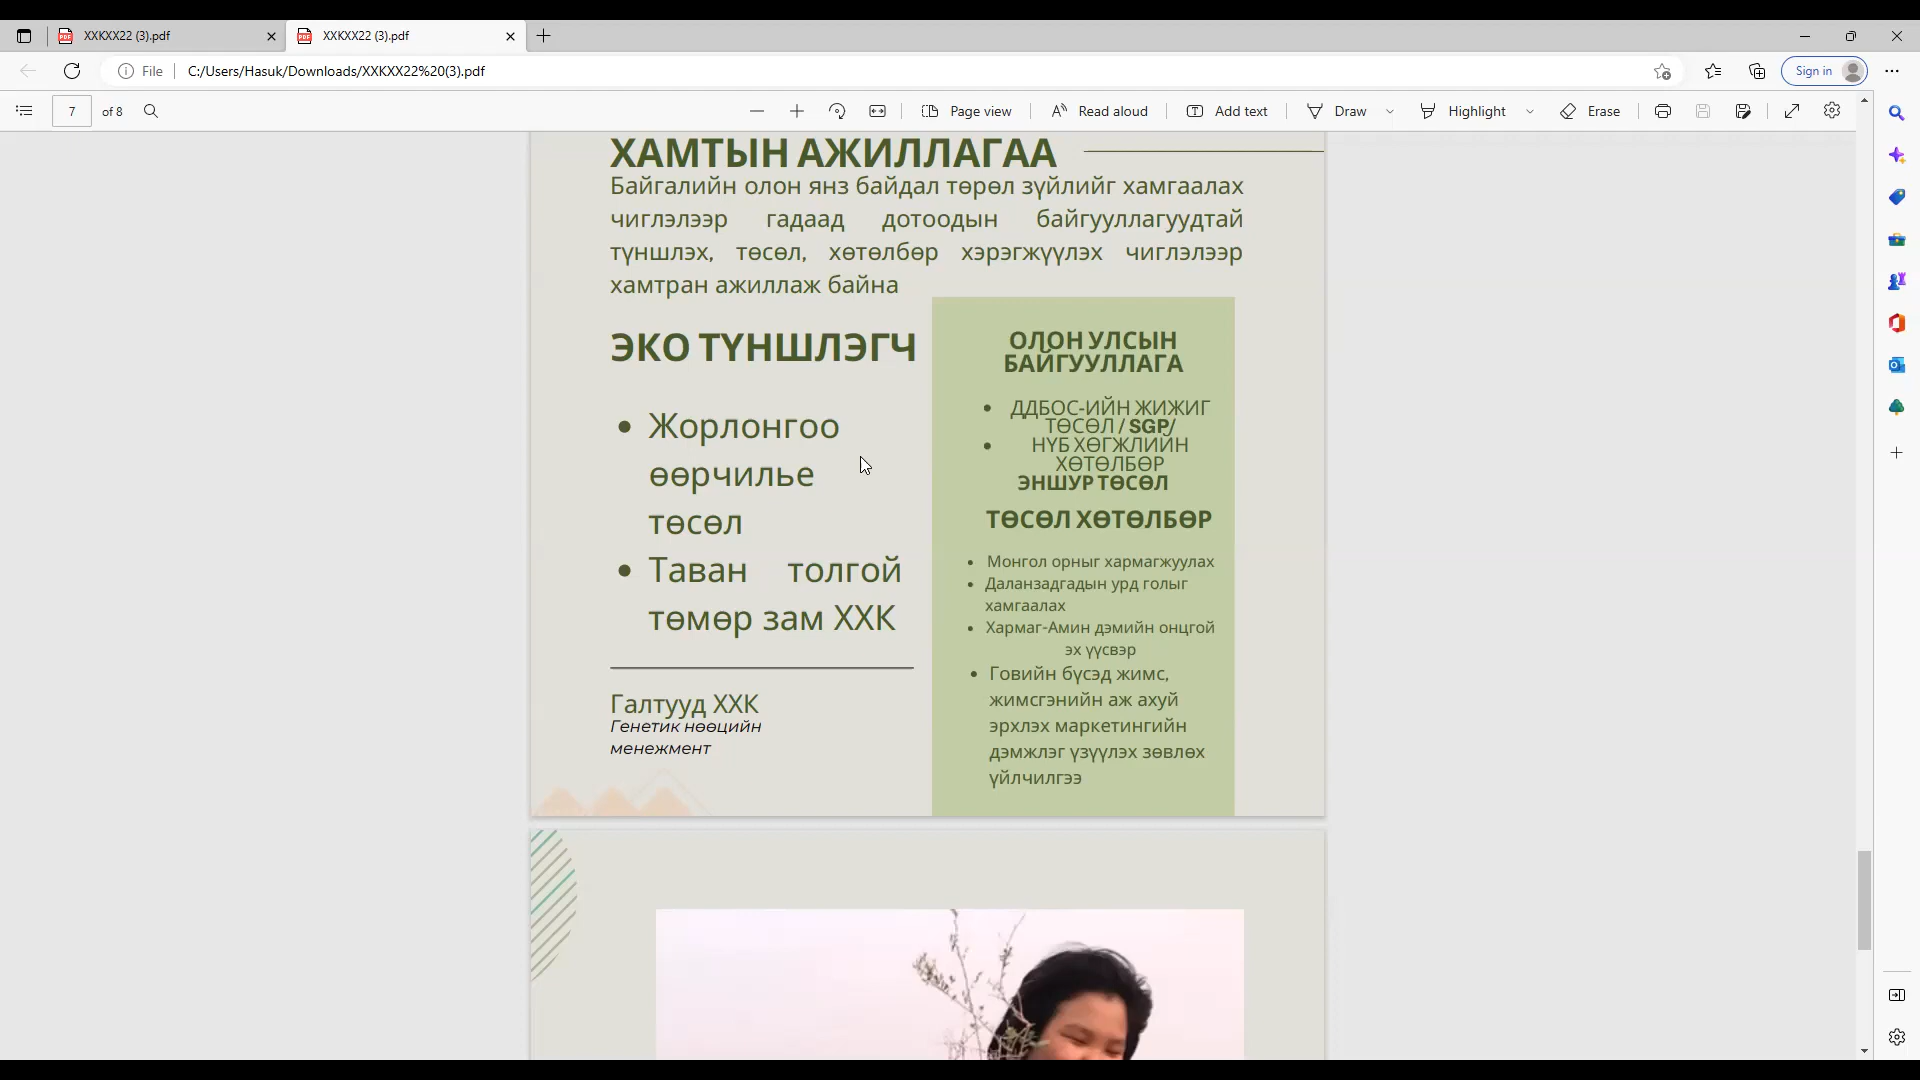 XXKXX22 (3).pdf
XXKXX22 (3).pdf
File
C:/Users/Hasuk/Downloads/XXKXX22%20(3).pdf
Sign in
7
of 8
Page view
Read aloud
Add text
Draw
Highlight
Erase
ХАМТЫН АЖИЛЛАГАА
Байгалийн олон янз байдал төрөл зүйлийг хамгаалах
чиглэлээр гадаад дотоодын байгууллагуудтай
түншлэх, төсөл, хөтөлбөр хэрэгжүүлэх чиглэлээр
хамтран ажиллаж байна
ЭКО ТҮНШЛЭГЧ
• Жорлонгоо
өөрчилье
төсөл
• Таван толгой
төмөр зам ХХК
Галтууд ХХК
Генетик нөөцийн
менежмент
ОЛОН УЛСЫН
БАЙГУУЛЛАГА
• ДДБОС-ИЙН ЖИЖИГ
ТӨСӨЛ / SGP/
• НҮБ ХӨГЖЛИЙН
ХӨТӨЛБӨР
ЭНШУР ТӨСӨЛ
ТӨСӨЛ ХӨТӨЛБӨР
• Монгол орныг хармагжуулах
• Даланзадгадын урд голыг
хамгаалах
• Хармаг-Амин дэмийн онцгой
эх үүсвэр
• Говийн бүсэд жимс,
жимсгэнийн аж ахуй
эрхлэх маркетингийн
дэмжлэг үзүүлэх зөвлөх
үйлчилгээ